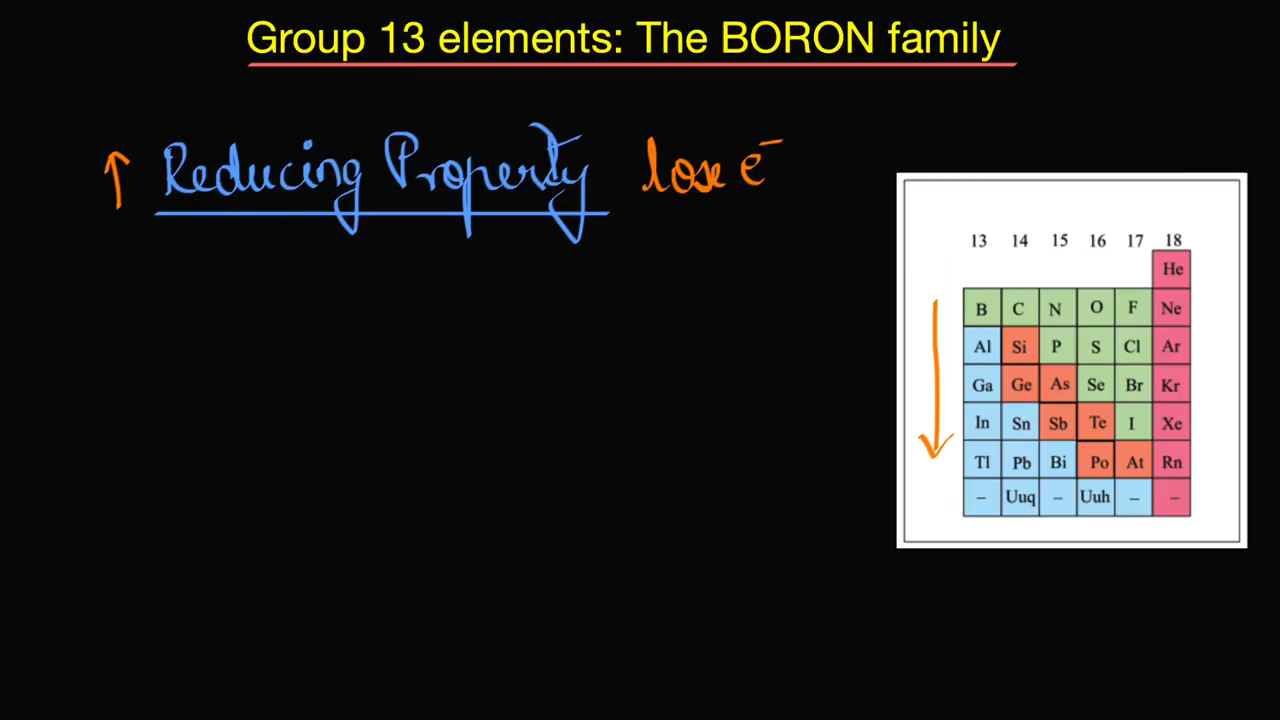 Group 13 elements: The BORON family
↑ Reducing Property lose e⁻
13 14 15 16 17 18
He
B C N O F Ne
Al Si P S Cl Ar
Ga Ge As Se Br Kr
In Sn Sb Te I Xe
Tl Pb Bi Po At Rn
– Uuq – Uuh – –